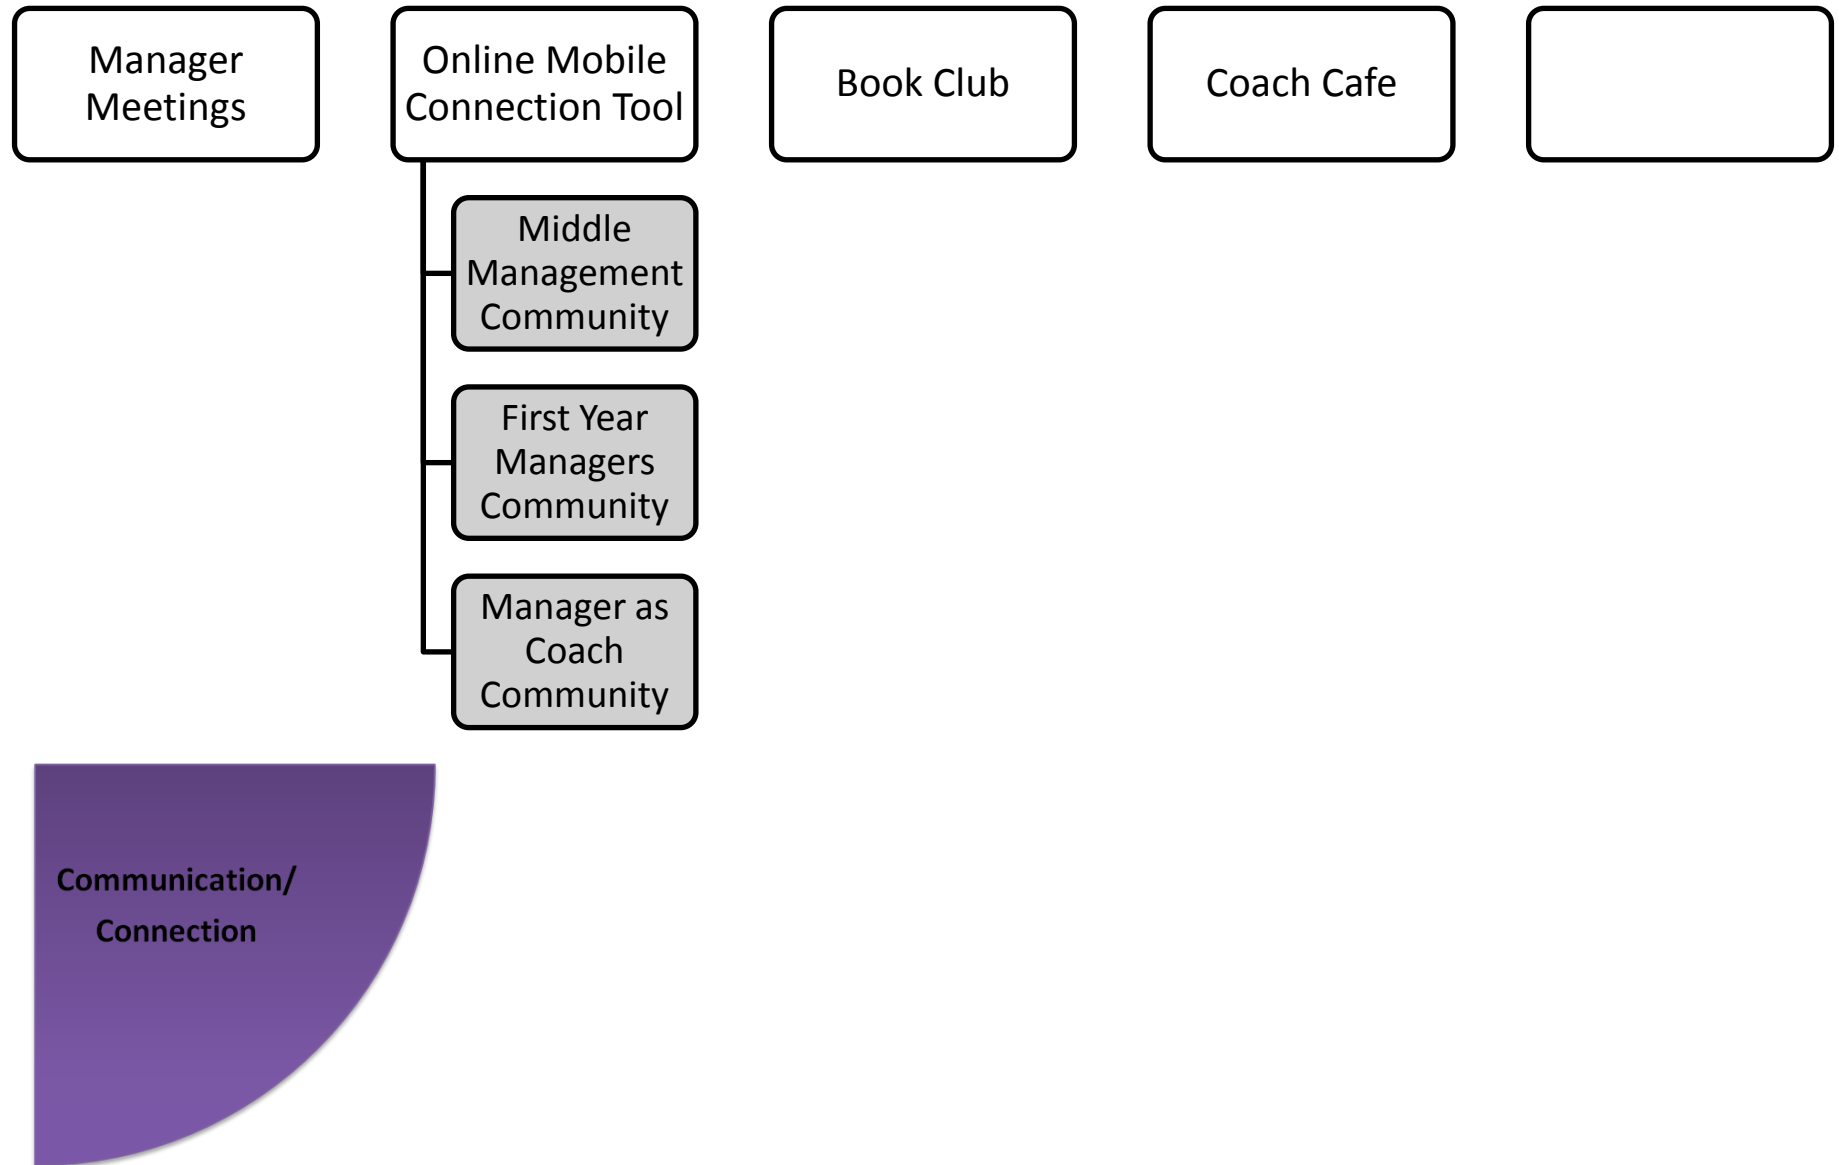 Manager
Meetings
Online Mobile
Connection Tool
Book Club
Coach Cafe
Middle
Management
Community
First Year
Managers
Community
Manager as
Coach
Community
Communication/
Connection